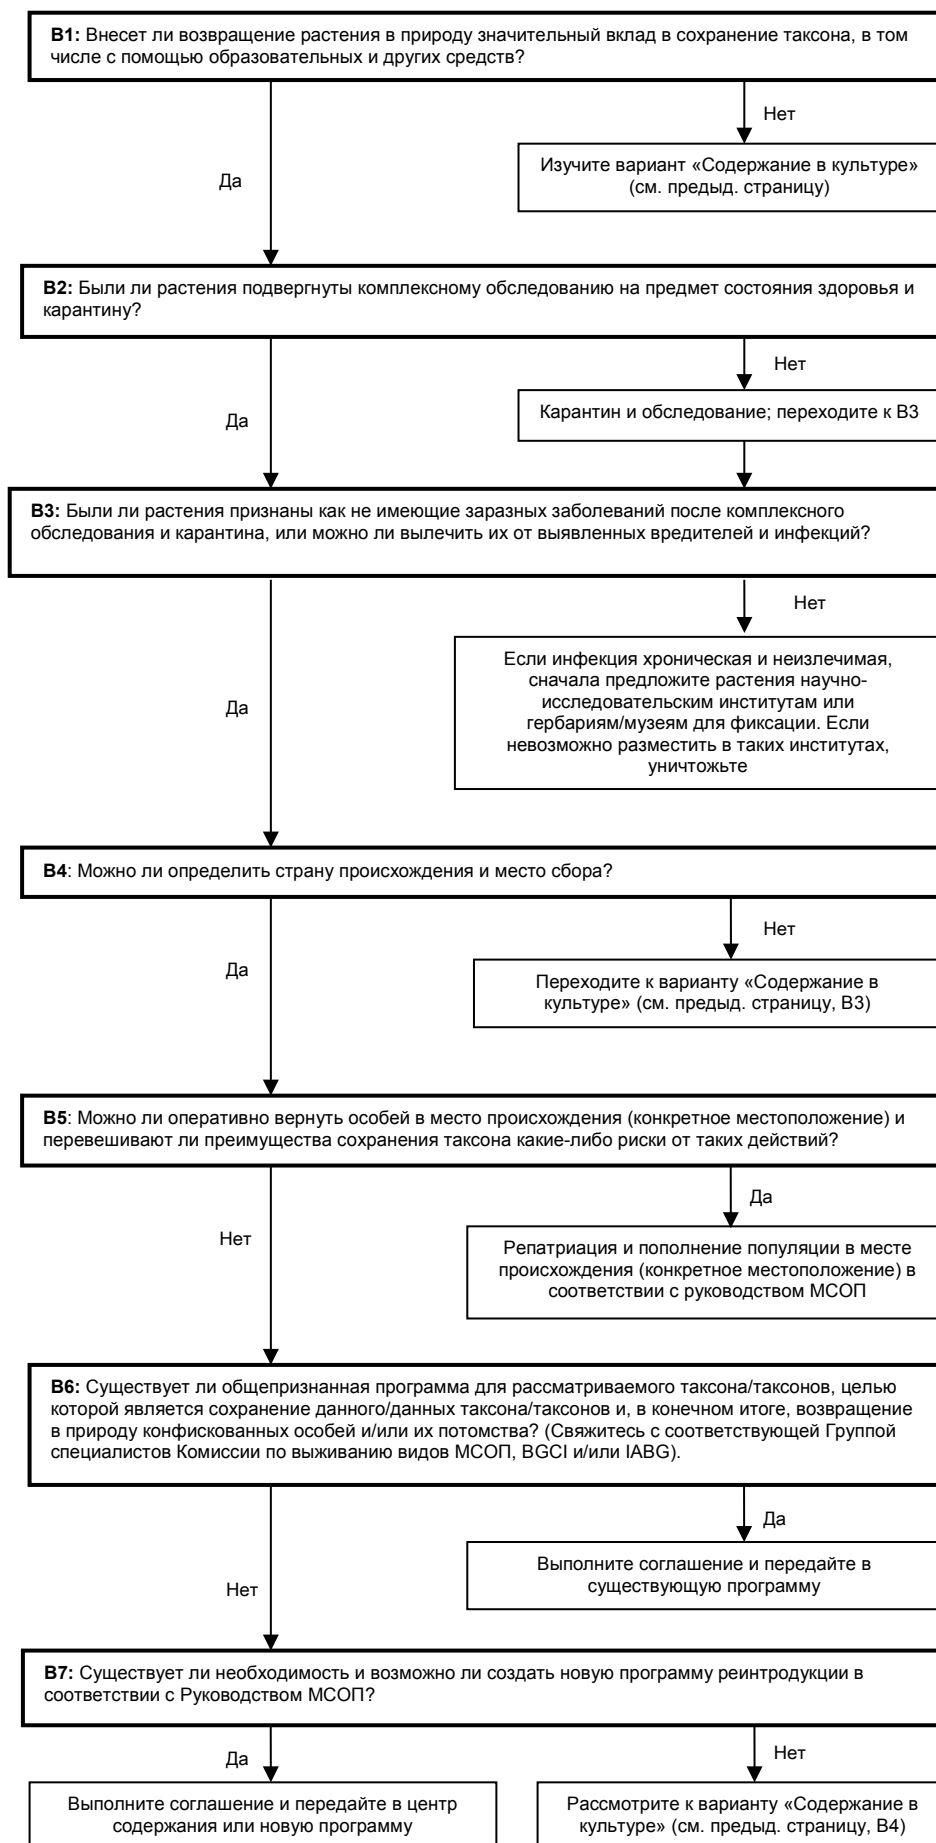 В1: Внесет ли возвращение растения в природу значительный вклад в сохранение таксона, в том
числе с помощью образовательных и других средств?
Нет
Да
Изучите вариант «Содержание в культуре»
(см. предыд. страницу)
В2: Были ли растения подвергнуты комплексному обследованию на предмет состояния здоровья и
карантину?
Нет
Да
Карантин и обследование; переходите к В3
В3: Были ли растения признаны как не имеющие заразных заболеваний после комплексного
обследования и карантина, или можно ли вылечить их от выявленных вредителей и инфекций?
Нет
Да
Если инфекция хроническая и неизлечимая,
сначала предложите растения научно-
исследовательским институтам или
гербариям/музеям для фиксации. Если
невозможно разместить в таких институтах,
уничтожьте
В4: Можно ли определить страну происхождения и место сбора?
Нет
Да
Переходите к варианту «Содержание в
культуре» (см. предыд. страницу, В3)
В5: Можно ли оперативно вернуть особей в место происхождения (конкретное местоположение) и
перевешивают ли преимущества сохранения таксона какие-либо риски от таких действий?
Да
Нет
Репатриация и пополнение популяции в месте
происхождения (конкретное местоположение) в
соответствии с руководством МСОП
В6: Существует ли общепризнанная программа для рассматриваемого таксона/таксонов, целью
которой является сохранение данного/данных таксона/таксонов и, в конечном итоге, возвращение
в природу конфискованных особей и/или их потомства? (Свяжитесь с соответствующей Группой
специалистов Комиссии по выживанию видов МСОП, BGCI и/или IABG).
Да
Нет
Выполните соглашение и передайте в
существующую программу
В7: Существует ли необходимость и возможно ли создать новую программу реинтродукции в
соответствии с Руководством МСОП?
Да
Нет
Выполните соглашение и передайте в центр
содержания или новую программу
Рассмотрите к варианту «Содержание в
культуре» (см. предыд. страницу, В4)